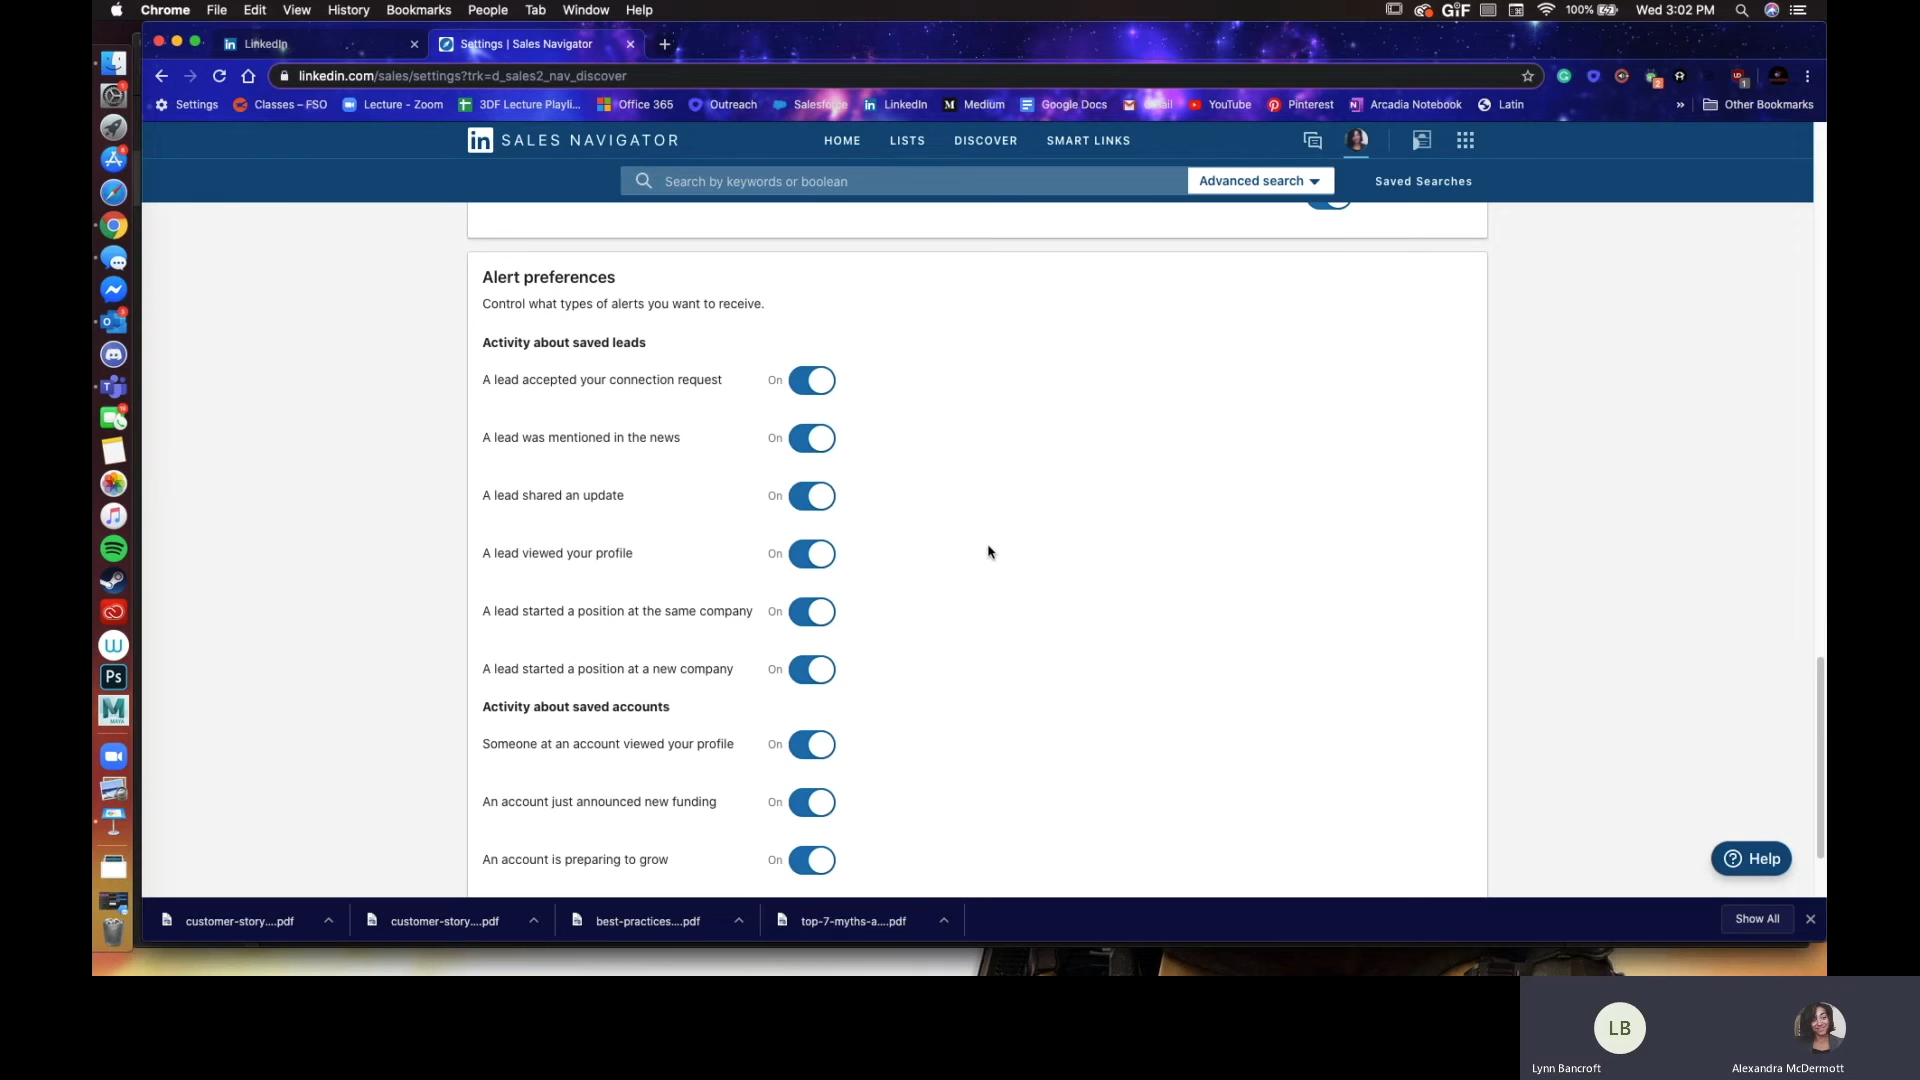 Chrome File Edit View History Bookmarks People Tab Window Help GIF 100% Wed 3:02 PM
LinkedIn Settings | Sales Navigator
linkedin.com/sales/settings?trk=d_sales2_nav_discover
Settings Classes – FSO Lecture - Zoom 3DF Lecture Playli... Office 365 Outreach Salesforce LinkedIn Medium Google Docs Gmail YouTube Pinterest Arcadia Notebook Latin » Other Bookmarks
in SALES NAVIGATOR HOME LISTS DISCOVER SMART LINKS
Search by keywords or boolean Advanced search Saved Searches
Alert preferences
Control what types of alerts you want to receive.
Activity about saved leads
A lead accepted your connection request On
A lead was mentioned in the news On
A lead shared an update On
A lead viewed your profile On
A lead started a position at the same company On
A lead started a position at a new company On
Activity about saved accounts
Someone at an account viewed your profile On
An account just announced new funding On
An account is preparing to grow On
Help
customer-story....pdf customer-story....pdf best-practices....pdf top-7-myths-a....pdf Show All
Ps
MAYA
LB
Lynn Bancroft Alexandra McDermott